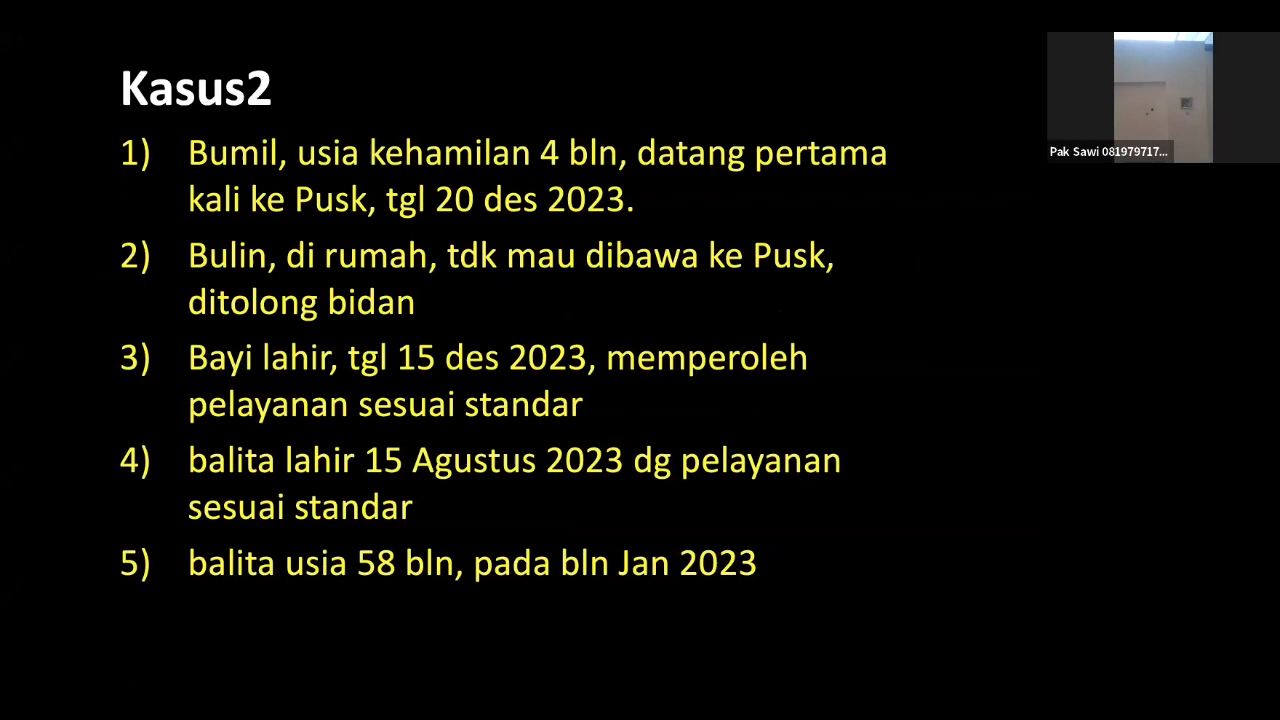 Kasus2
1) Bumil, usia kehamilan 4 bln, datang pertama
kali ke Pusk, tgl 20 des 2023.
2) Bulin, di rumah, tdk mau dibawa ke Pusk,
ditolong bidan
3) Bayi lahir, tgl 15 des 2023, memperoleh
pelayanan sesuai standar
4) balita lahir 15 Agustus 2023 dg pelayanan
sesuai standar
5) balita usia 58 bln, pada bln Jan 2023
Pak Sawi 081979717...